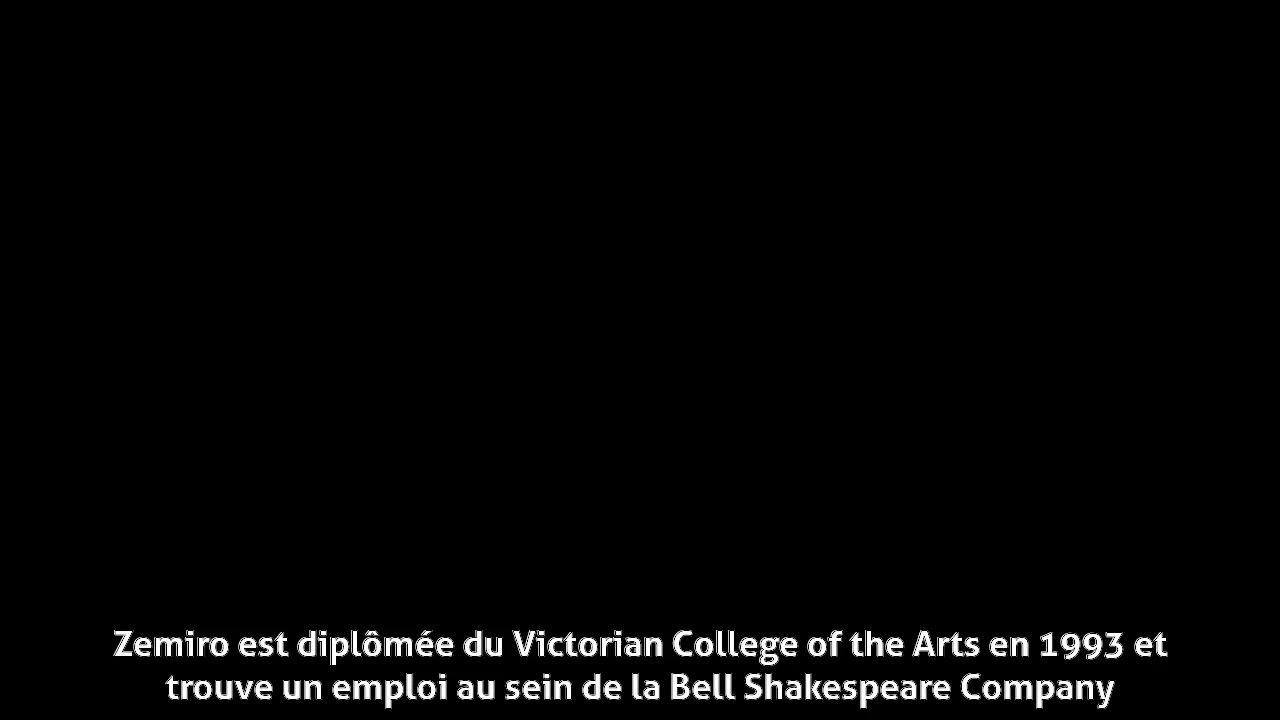 Zemiro est diplômée du Victorian College of the Arts en 1993 et
trouve un emploi au sein de la Bell Shakespeare Company